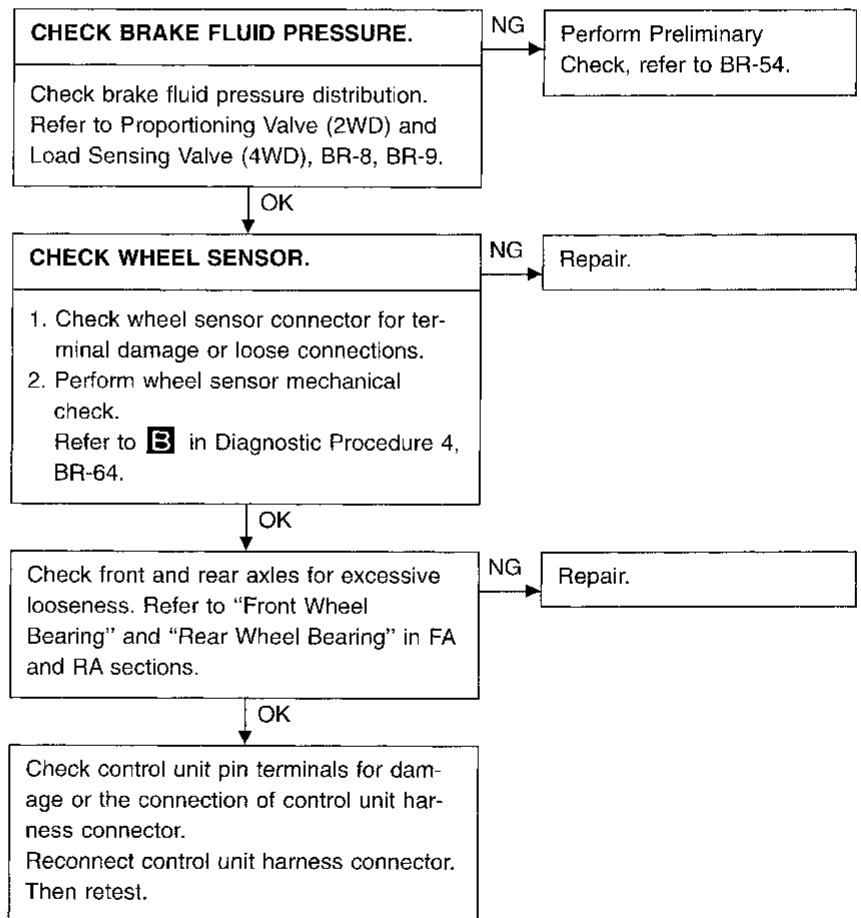 CHECK BRAKE FLUID PRESSURE.
NG
Perform Preliminary
Check, refer to BR-54.
Check brake fluid pressure distribution.
Refer to Proportioning Valve (2WD) and
Load Sensing Valve (4WD), BR-8, BR-9.
OK
CHECK WHEEL SENSOR.
NG
Repair.
1. Check wheel sensor connector for ter-
minal damage or loose connections.
2. Perform wheel sensor mechanical
check.
Refer to B in Diagnostic Procedure 4,
BR-64.
OK
Check front and rear axles for excessive
looseness. Refer to “Front Wheel
Bearing” and “Rear Wheel Bearing” in FA
and RA sections.
NG
Repair.
OK
Check control unit pin terminals for dam-
age or the connection of control unit har-
ness connector.
Reconnect control unit harness connector.
Then retest.